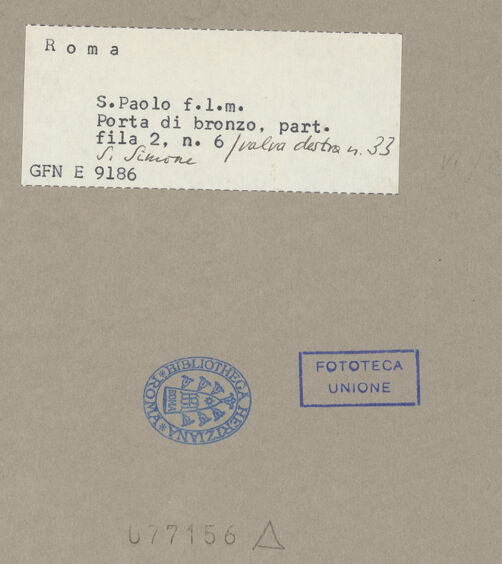 Roma
S.Paolo f.l.m.
Porta di bronzo, part.
fila 2, n. 6 / valva destra n. 33
S. Simone
GFN E 9186
BIBLIOTHECA HERTZIANA * ROMA *
ROMA
FOTOTECA
UNIONE
U77156